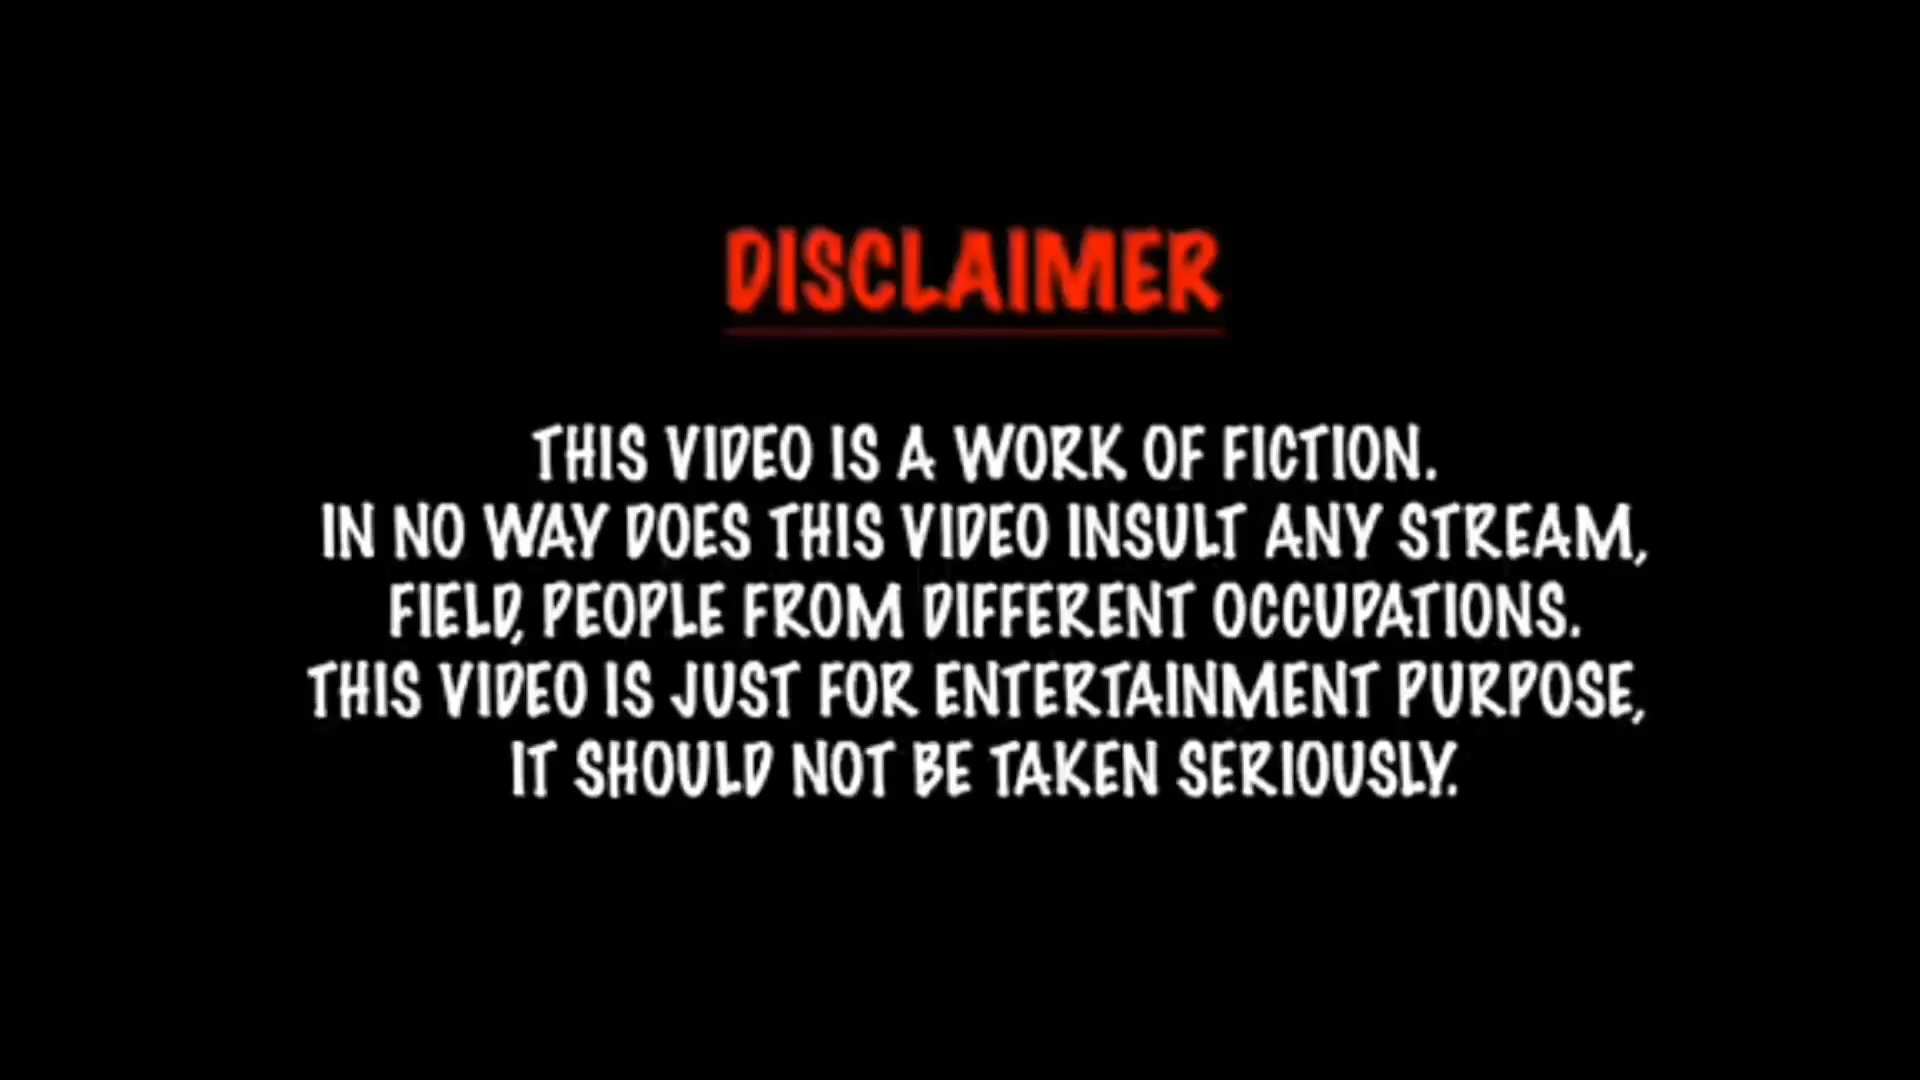 DISCLAIMER
THIS VIDEO IS A WORK OF FICTION.
IN NO WAY DOES THIS VIDEO INSULT ANY STREAM,
FIELD, PEOPLE FROM DIFFERENT OCCUPATIONS.
THIS VIDEO IS JUST FOR ENTERTAINMENT PURPOSE,
IT SHOULD NOT BE TAKEN SERIOUSLY.